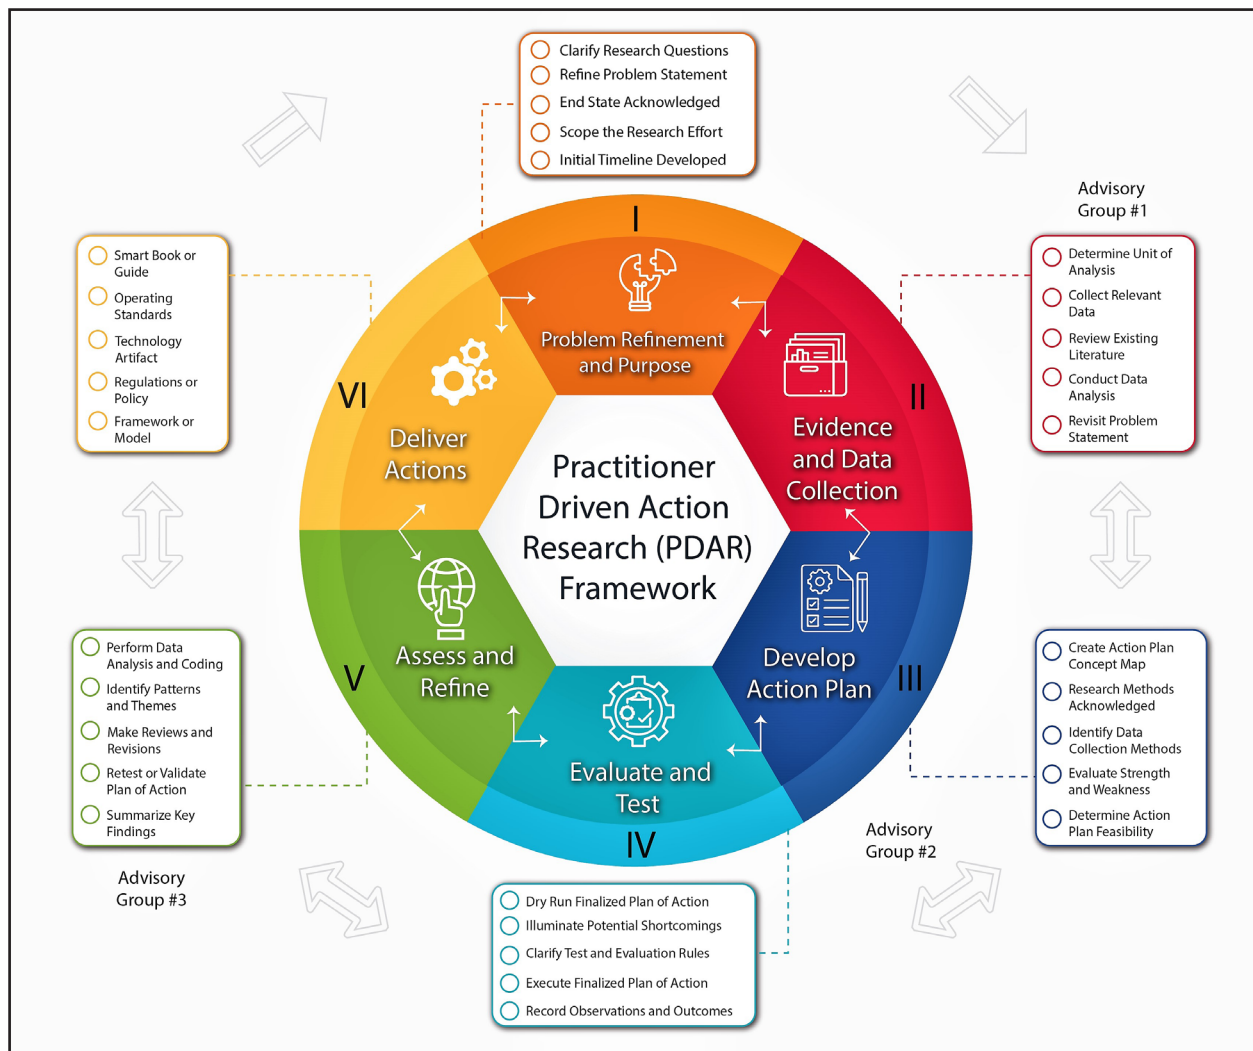 Clarify Research Questions
Refine Problem Statement
End State Acknowledged
Scope the Research Effort
Initial Timeline Developed
Advisory
Group #1
Determine Unit of
Analysis
Collect Relevant
Data
Review Existing
Literature
Conduct Data
Analysis
Revisit Problem
Statement
Smart Book or
Guide
Operating
Standards
Technology
Artifact
Regulations or
Policy
Framework or
Model
I
Problem Refinement
and Purpose
II
Evidence
and Data
Collection
III
Develop
Action Plan
IV
Evaluate and
Test
V
Assess and
Refine
VI
Deliver
Actions
Practitioner
Driven Action
Research (PDAR)
Framework
Create Action Plan
Concept Map
Research Methods
Acknowledged
Identify Data
Collection Methods
Evaluate Strength
and Weakness
Determine Action
Plan Feasibility
Advisory
Group #2
Dry Run Finalized Plan of Action
Illuminate Potential Shortcomings
Clarify Test and Evaluation Rules
Execute Finalized Plan of Action
Record Observations and Outcomes
Perform Data
Analysis and Coding
Identify Patterns
and Themes
Make Reviews and
Revisions
Retest or Validate
Plan of Action
Summarize Key
Findings
Advisory
Group #3